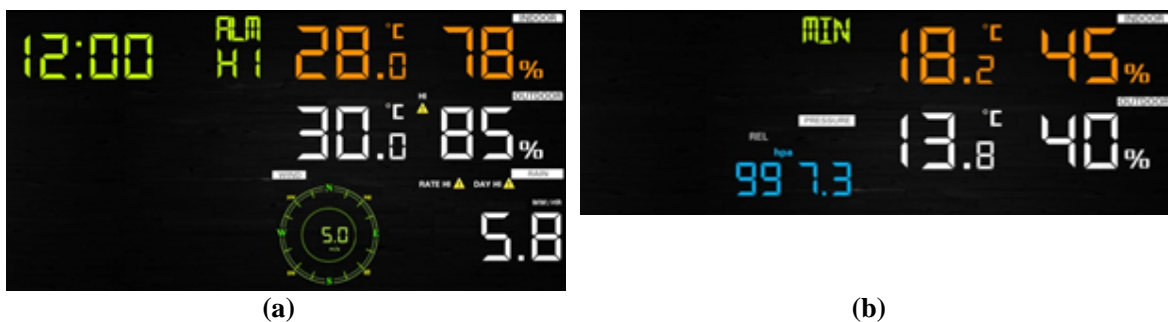 INDOOR
12:00 ALM HI 28.0 °C 78%
OUTDOOR
HI
30.0 °C 85%
WIND
RAIN
RATE HI DAY HI
MM/HR
N
W 5.0 E
m/s
S
5.8
(a)
INDOOR
MIN 18.2 °C 45%
OUTDOOR
PRESSURE
REL
13.8 °C 40%
hpa
997.3
(b)